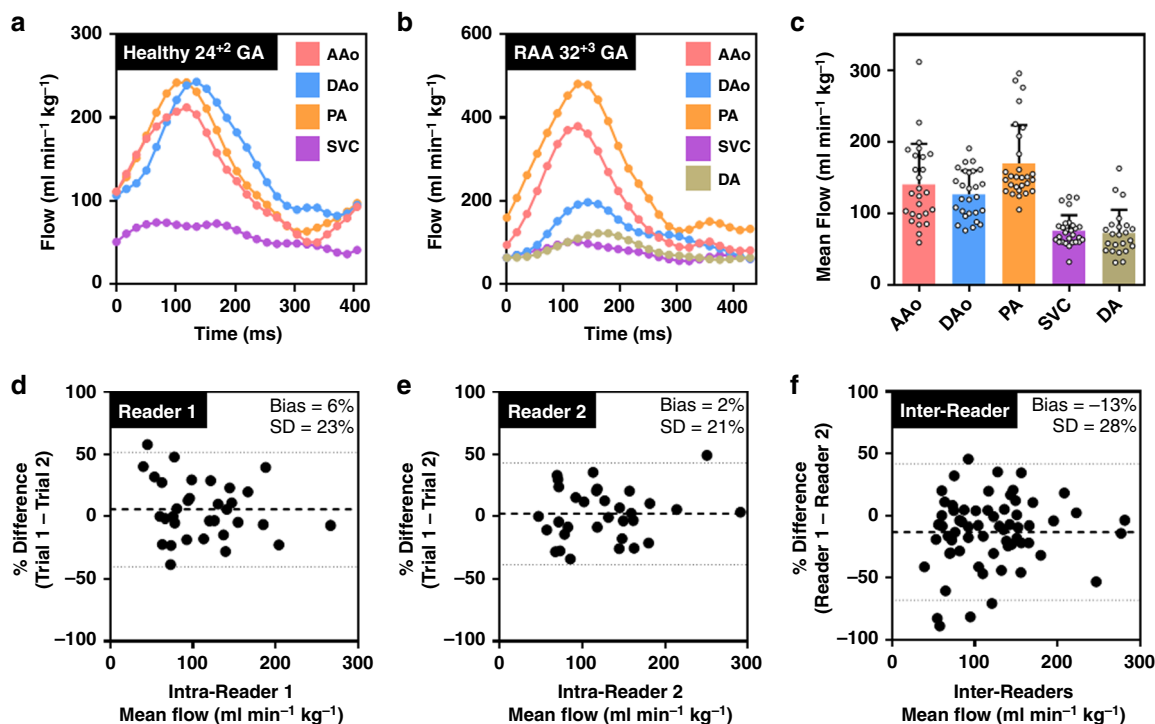 a
Healthy 24⁺² GA
AAo
DAo
PA
SVC
300
200
100
0
Flow (ml min⁻¹ kg⁻¹)
0 100 200 300 400
Time (ms)
b
RAA 32⁺³ GA
AAo
DAo
PA
SVC
DA
600
400
200
0
Flow (ml min⁻¹ kg⁻¹)
0 100 200 300 400
Time (ms)
c
300
200
100
0
Mean Flow (ml min⁻¹ kg⁻¹)
AAo DAo PA SVC DA
d
Reader 1
Bias = 6%
SD = 23%
100
50
0
−50
−100
% Difference
(Trial 1 – Trial 2)
0 100 200 300
Intra-Reader 1
Mean flow (ml min⁻¹ kg⁻¹)
e
Reader 2
Bias = 2%
SD = 21%
100
50
0
−50
−100
% Difference
(Trial 1 – Trial 2)
0 100 200 300
Intra-Reader 2
Mean flow (ml min⁻¹ kg⁻¹)
f
Inter-Reader
Bias = –13%
SD = 28%
100
50
0
−50
−100
% Difference
(Reader 1 – Reader 2)
0 100 200 300
Inter-Readers
Mean flow (ml min⁻¹ kg⁻¹)